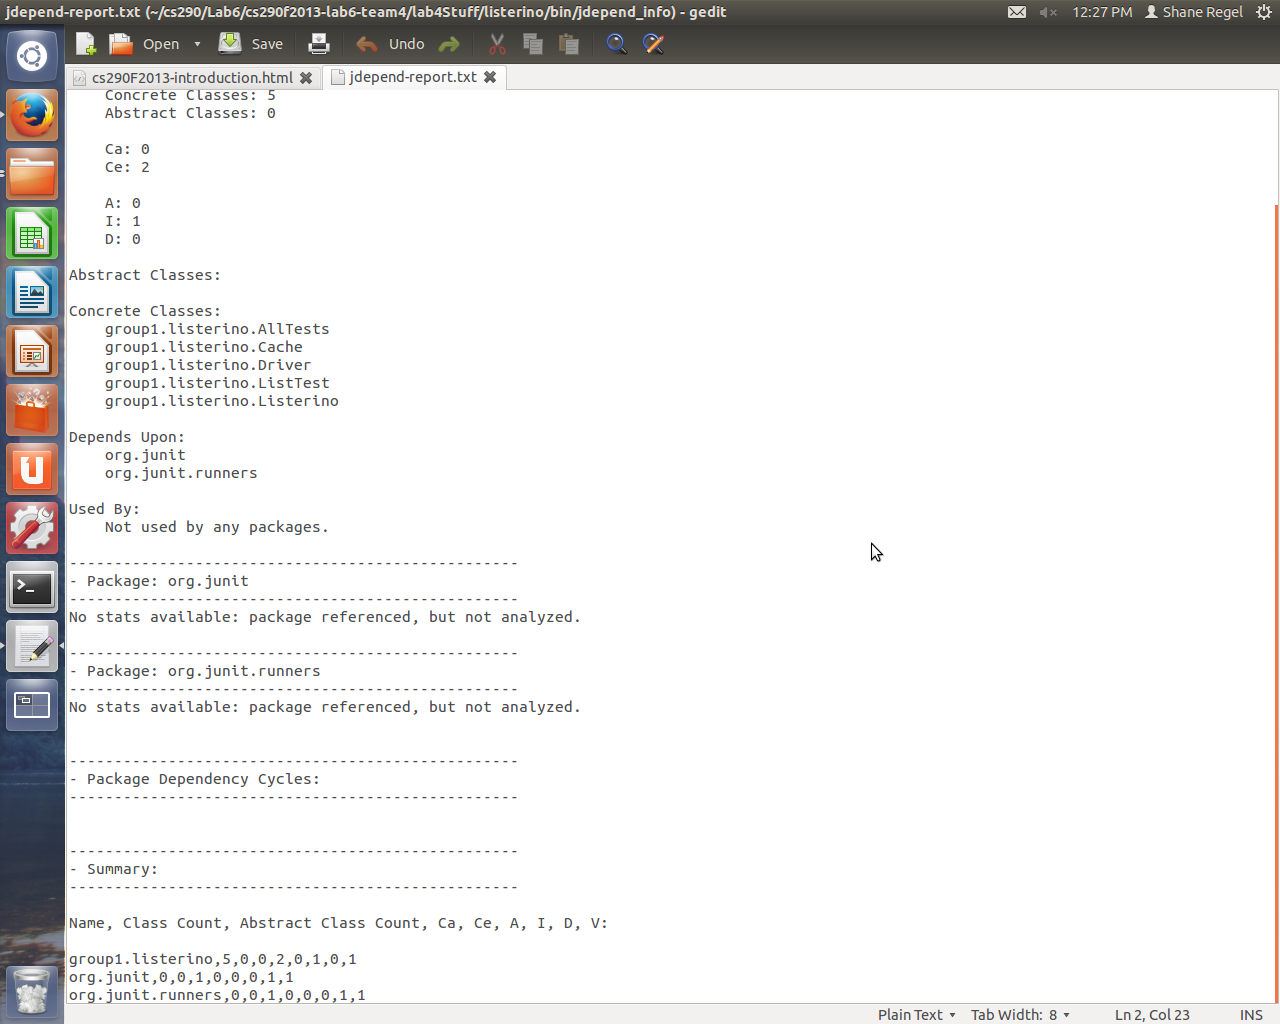 jdepend-report.txt (~/cs290/Lab6/cs290f2013-lab6-team4/lab4Stuff/listerino/bin/jdepend_info) - gedit
12:27 PM
Shane Regel
Open
Save
Undo
cs290F2013-introduction.html
jdepend-report.txt
Concrete Classes: 5
Abstract Classes: 0
Ca: 0
Ce: 2
A: 0
I: 1
D: 0
Abstract Classes:
Concrete Classes:
group1.listerino.AllTests
group1.listerino.Cache
group1.listerino.Driver
group1.listerino.ListTest
group1.listerino.Listerino
Depends Upon:
org.junit
org.junit.runners
Used By:
Not used by any packages.
--------------------------------------------------
- Package: org.junit
--------------------------------------------------
No stats available: package referenced, but not analyzed.
--------------------------------------------------
- Package: org.junit.runners
--------------------------------------------------
No stats available: package referenced, but not analyzed.
--------------------------------------------------
- Package Dependency Cycles:
--------------------------------------------------
--------------------------------------------------
- Summary:
--------------------------------------------------
Name, Class Count, Abstract Class Count, Ca, Ce, A, I, D, V:
group1.listerino,5,0,0,2,0,1,0,1
org.junit,0,0,1,0,0,0,1,1
org.junit.runners,0,0,1,0,0,0,1,1
Plain Text
Tab Width: 8
Ln 2, Col 23
INS